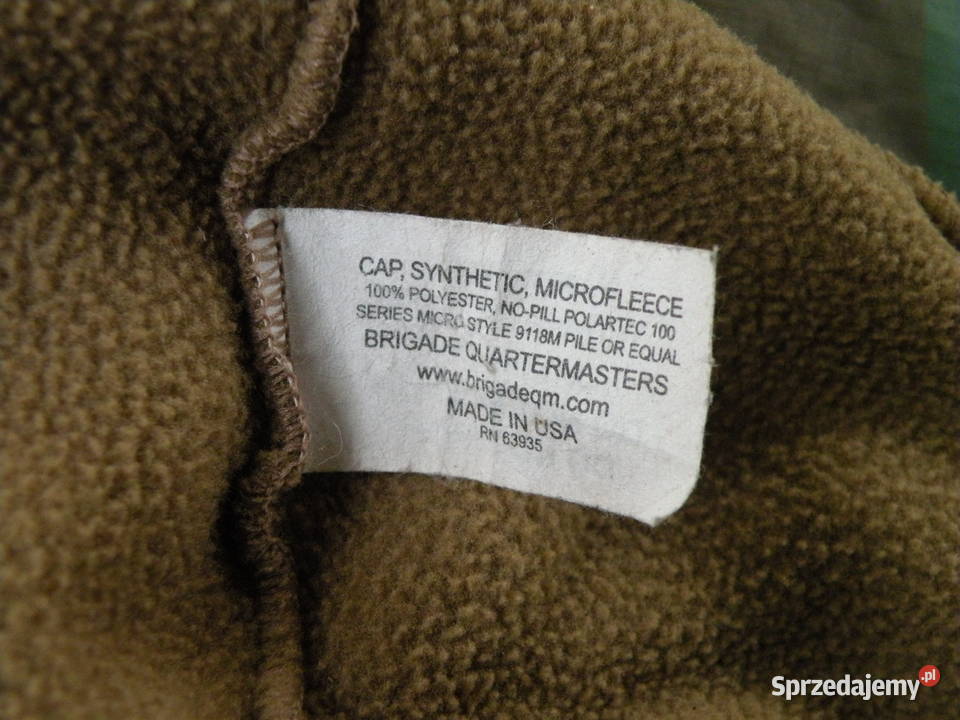 CAP, SYNTHETIC, MICROFLEECE
100% POLYESTER, NO-PILL POLARTEC 100
SERIES MICRO STYLE 9118M PILE OR EQUAL
BRIGADE QUARTERMASTERS
www.brigadeqm.com
MADE IN USA
RN 63935
Sprzedajemy.pl